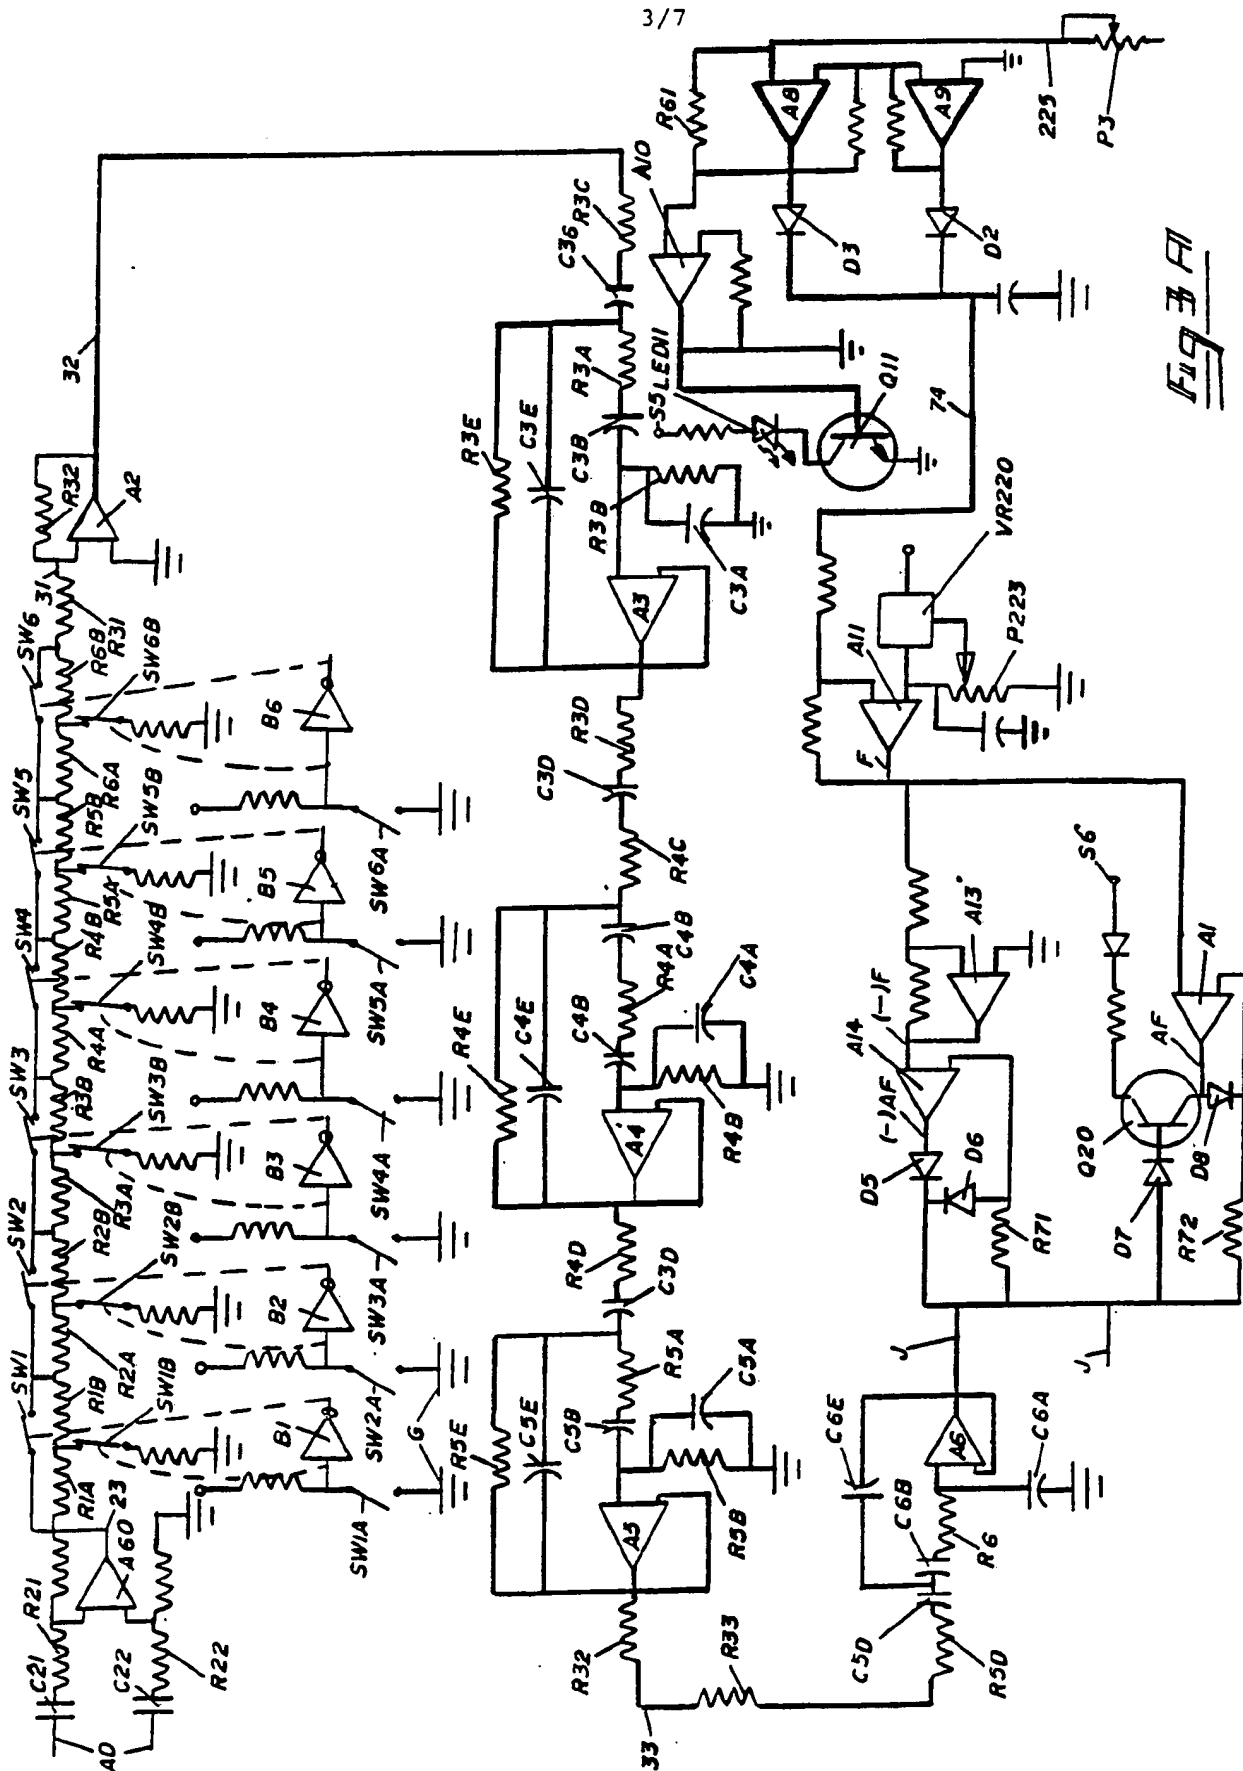 3/7
AD
C21
R21
C22
R22
A60
23
R1A
SW1
R1B
SW1B
R2A
SW2
R2B
SW2B
R3A
SW3
R3B
SW3B
R4A
SW4
R4B
SW4B
R5A
SW5
R5B
SW5B
R6A
SW6
R6B
SW6B
R31
31
R32
A2
32
B1
B2
B3
B4
B5
B6
SW1A
SW2A
SW3A
SW4A
SW5A
SW6A
G
R3C
C36
R3A
C3B
R3E
C3E
R3B
C3A
A3
R3D
C3D
R4C
C4B
R4A
C4B
R4E
C4E
R4B
C4A
A4
R4D
C3D
R5A
C5B
R5E
C5E
R5B
C5A
A5
R32
33
R33
R5D
C5D
C6B
C6E
R6
A6
C6A
J
J
R61
A8
A9
A10
225
P3
D3
D2
S5
LED11
Q11
74
VR220
P223
A11
F
A13
(-)F
A14
(-)AF
D5
D6
R71
S6
A1
AF
Q20
D8
D7
R72
Fig 3 A1